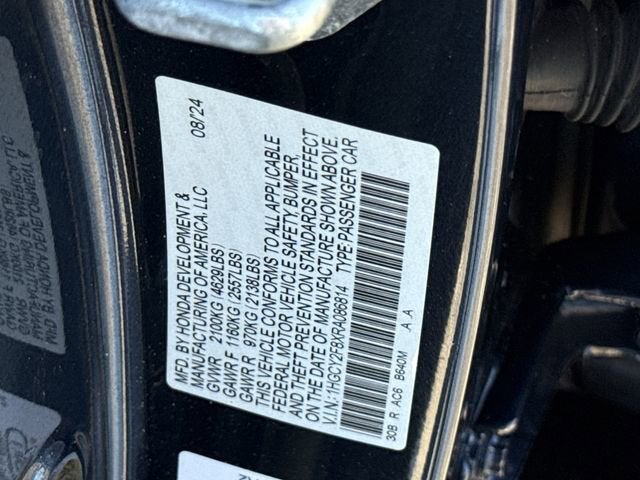 MFD. BY HONDA DEVELOPMENT & 08/24
MANUFACTURING OF AMERICA, LLC
GVWR 2100KG (4629LBS)
GAWR F 1160KG (2557LBS)
GAWR R 970KG (2138LBS)
THIS VEHICLE CONFORMS TO ALL APPLICABLE
FEDERAL MOTOR VEHICLE SAFETY, BUMPER,
AND THEFT PREVENTION STANDARDS IN EFFECT
ON THE DATE OF MANUFACTURE SHOWN ABOVE.
V.I.N.:1HGCY2F8XRA086814 TYPE:PASSENGER CAR
30B R AC6 B640M .A .A